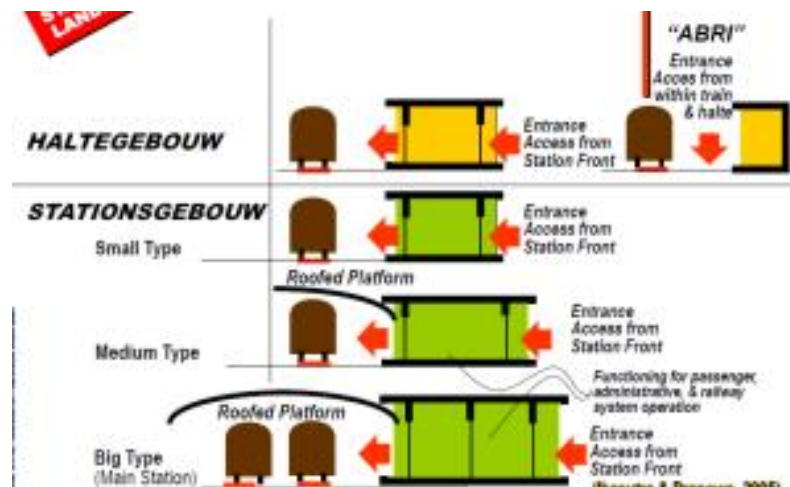 LAND
"ABRI"
Entrance
Acces from
within train
& halte
HALTEGEBOUW
Entrance
Access from
Station Front
STATIONSGEBOUW
Small Type
Entrance
Access from
Station Front
Roofed Platform
Medium Type
Entrance
Access from
Station Front
Functioning for passenger,
administrative, & railway
system operation
Roofed Platform
Big Type
(Main Station)
Entrance
Access from
Station Front